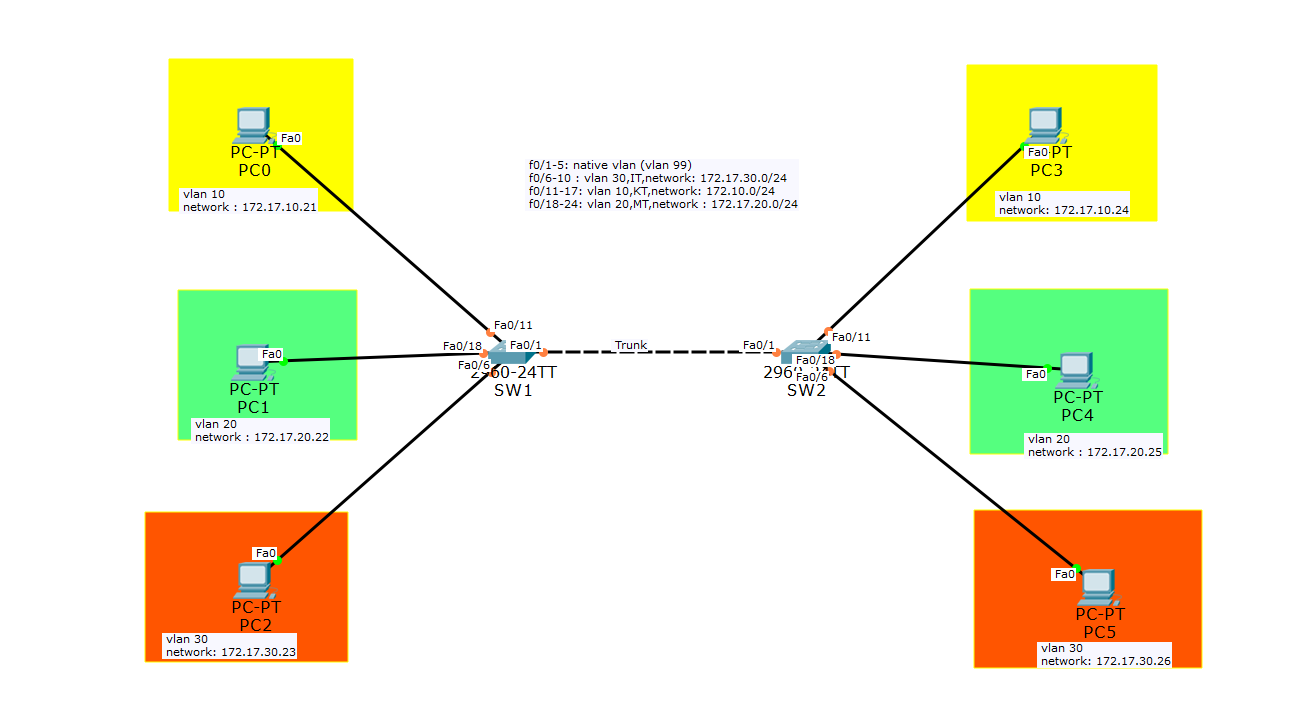 Fa0
PC-PT
PC0
vlan 10
network : 172.17.10.21
f0/1-5: native vlan (vlan 99)
f0/6-10 : vlan 30,IT,network: 172.17.30.0/24
f0/11-17: vlan 10,KT,network: 172.10.0/24
f0/18-24: vlan 20,MT,network : 172.17.20.0/24
Fa0
PT
PC3
vlan 10
network: 172.17.10.24
Fa0
PC-PT
PC1
vlan 20
network : 172.17.20.22
Fa0/11
Fa0/18
Fa0/1
Fa0/6
2960-24TT
SW1
Trunk
Fa0/1
Fa0/11
Fa0/18
Fa0/6
SW2
Fa0
PC-PT
PC4
vlan 20
network : 172.17.20.25
Fa0
PC-PT
PC2
vlan 30
network: 172.17.30.23
Fa0
PC-PT
PC5
vlan 30
network: 172.17.30.26